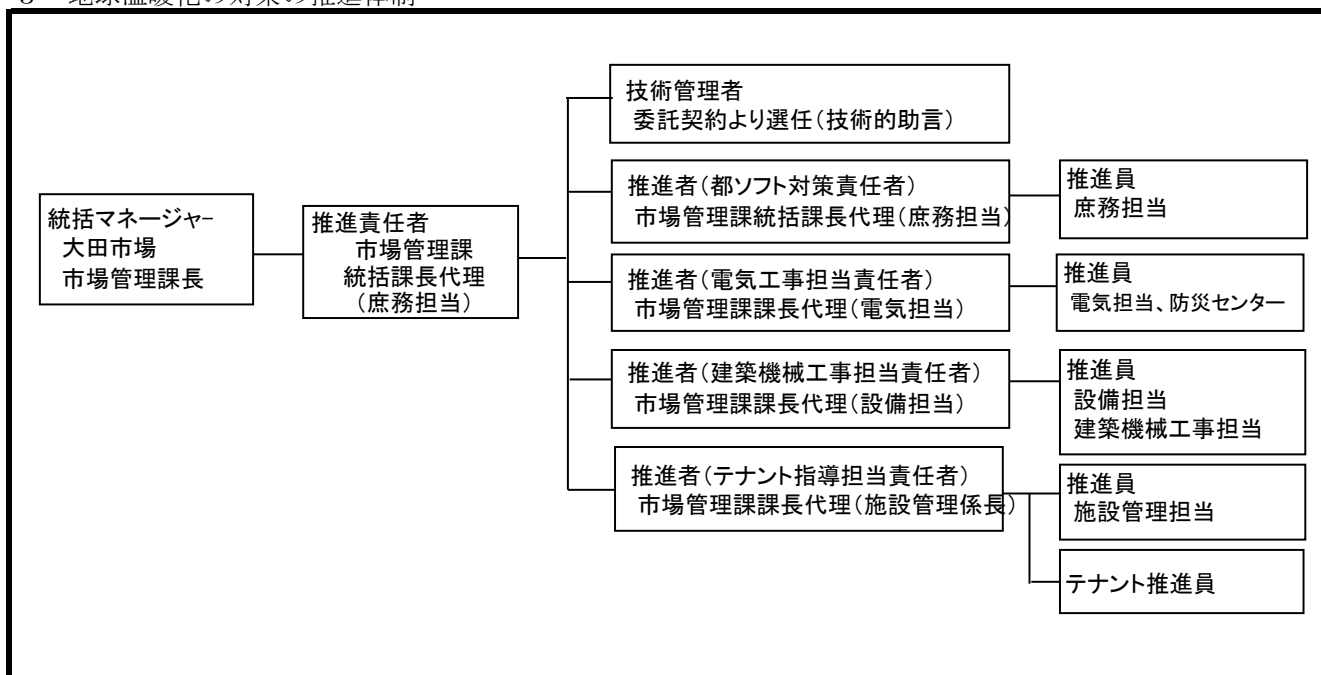 統括マネージャー
大田市場
市場管理課長
推進責任者
市場管理課
統括課長代理
(庶務担当)
技術管理者
委託契約より選任(技術的助言)
推進者(都ソフト対策責任者)
市場管理課統括課長代理(庶務担当)
推進員
庶務担当
推進者(電気工事担当責任者)
市場管理課課長代理(電気担当)
推進員
電気担当、防災センター
推進者(建築機械工事担当責任者)
市場管理課課長代理(設備担当)
推進員
設備担当
建築機械工事担当
推進者(テナント指導担当責任者)
市場管理課課長代理(施設管理係長)
推進員
施設管理担当
テナント推進員